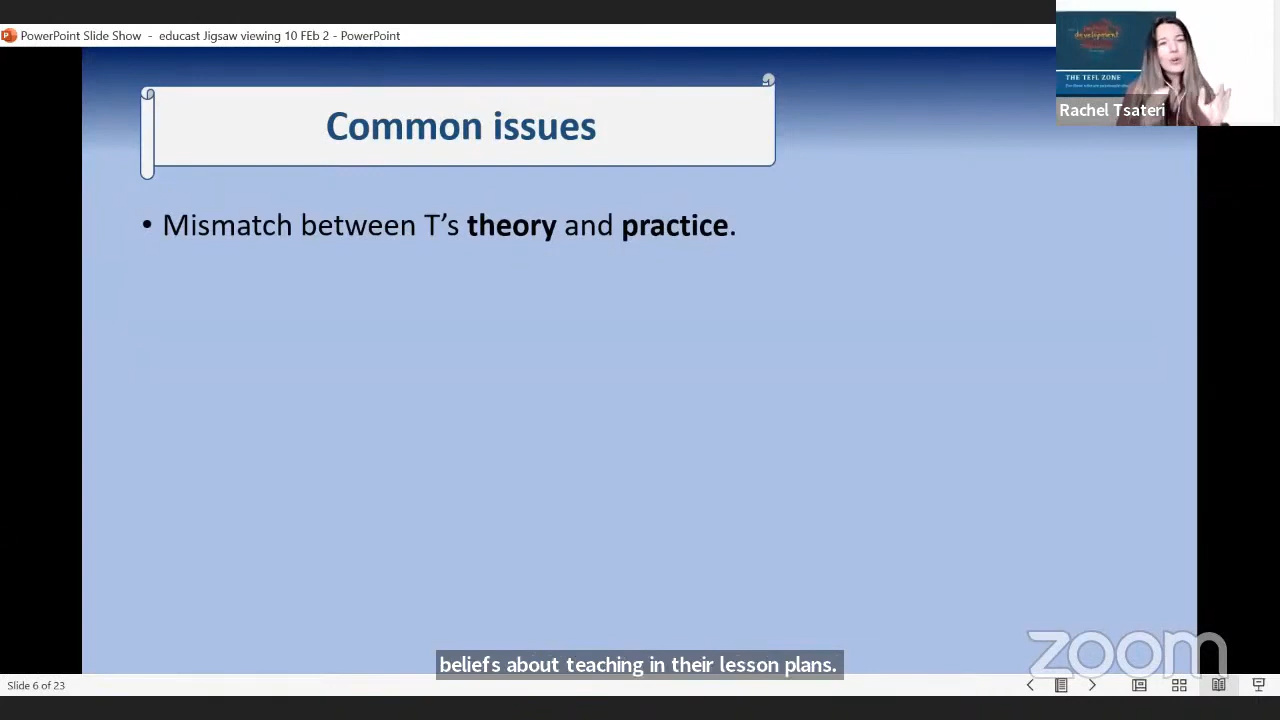 PowerPoint Slide Show - educast Jigsaw viewing 10 FEb 2 - PowerPoint
development
THE TEFL ZONE
Rachel Tsateri
Common issues
• Mismatch between T’s theory and practice.
beliefs about teaching in their lesson plans.
zoom
Slide 6 of 23